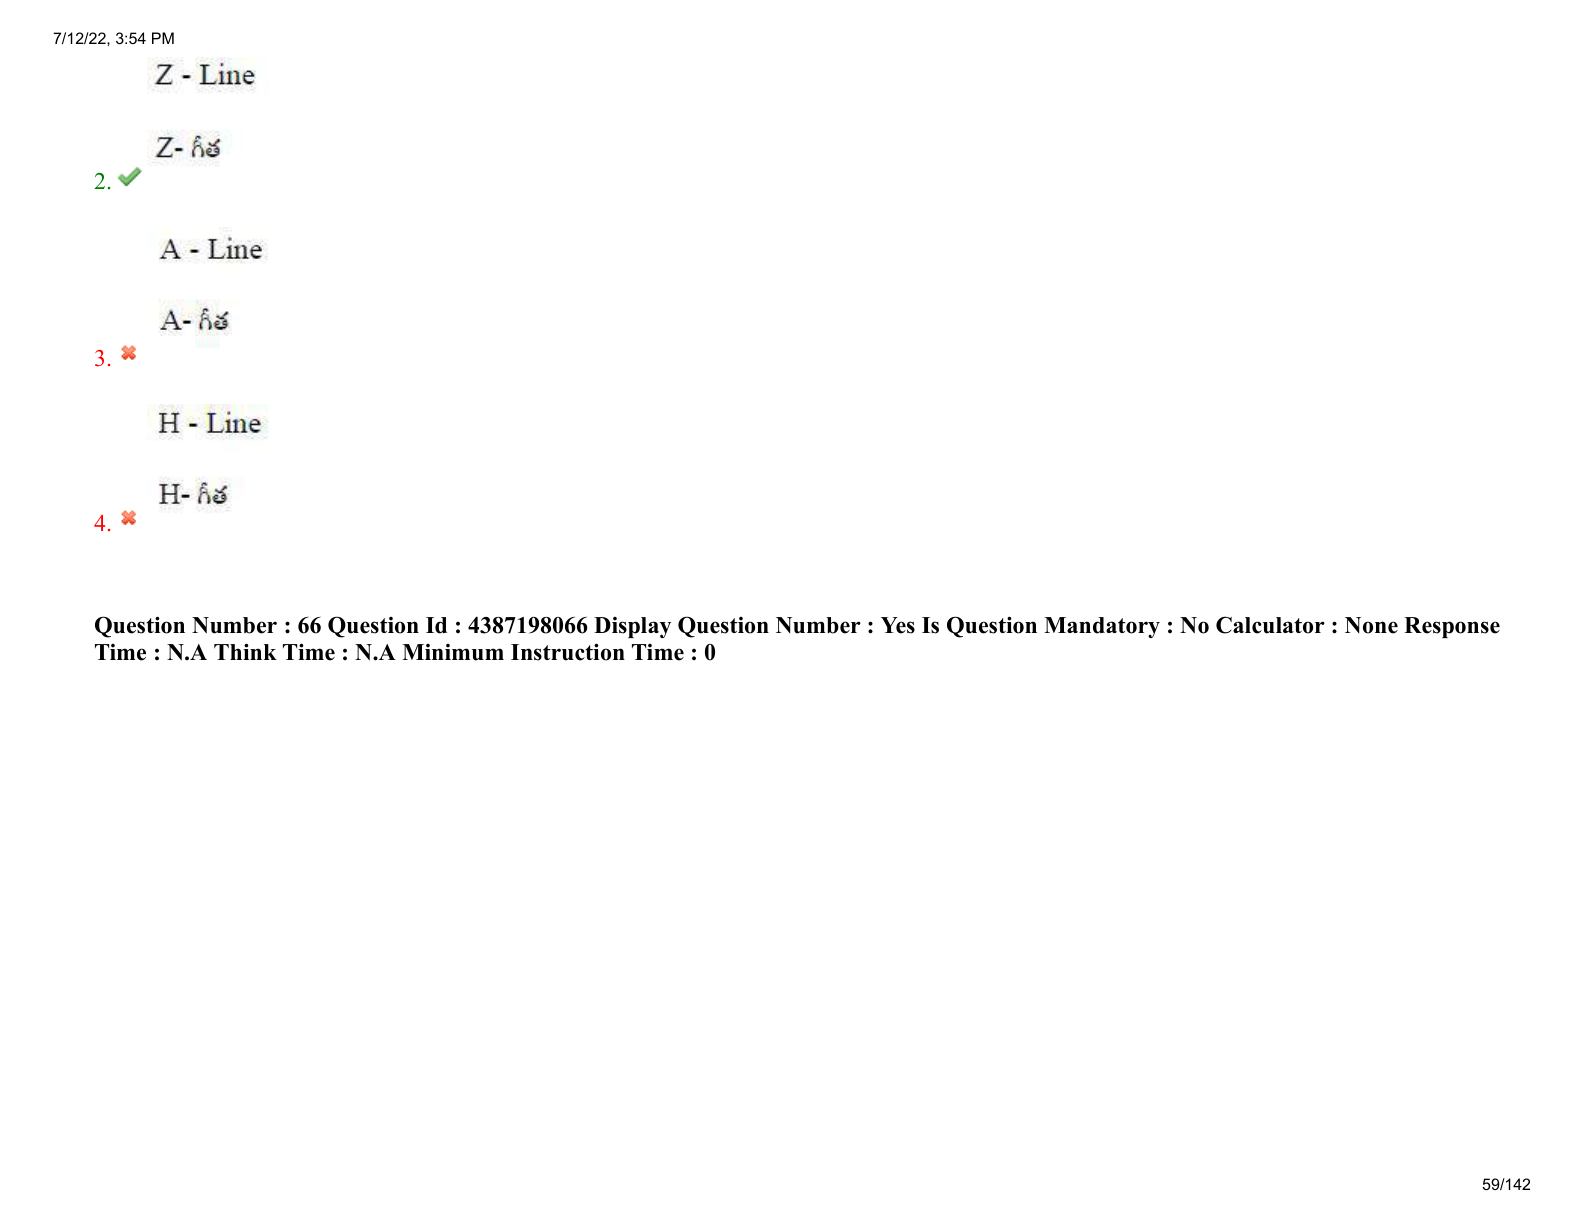 7/12/22, 3:54 PM
Z - Line
Z- గీత
2.
A - Line
A- గీత
3.
H - Line
H- గీత
4.
Question Number : 66 Question Id : 4387198066 Display Question Number : Yes Is Question Mandatory : No Calculator : None Response
Time : N.A Think Time : N.A Minimum Instruction Time : 0
59/142